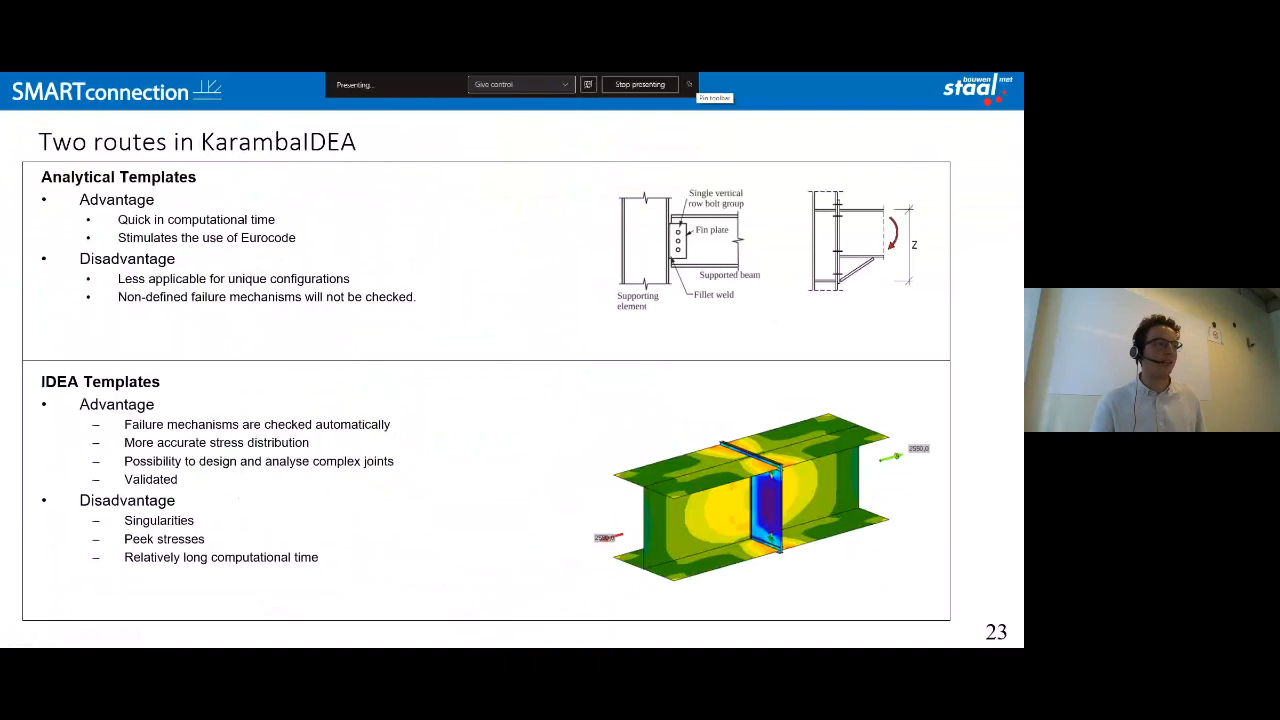 Presenting...
Give control
Stop presenting
Pin toolbar
SMARTconnection
bouwen met
staal
Two routes in KarambaIDEA
Analytical Templates
• Advantage
• Quick in computational time
• Stimulates the use of Eurocode
• Disadvantage
• Less applicable for unique configurations
• Non-defined failure mechanisms will not be checked.
Single vertical
row bolt group
Fin plate
Supported beam
Fillet weld
Supporting
element
Z
IDEA Templates
• Advantage
– Failure mechanisms are checked automatically
– More accurate stress distribution
– Possibility to design and analyse complex joints
– Validated
• Disadvantage
– Singularities
– Peek stresses
– Relatively long computational time
2550,0
23